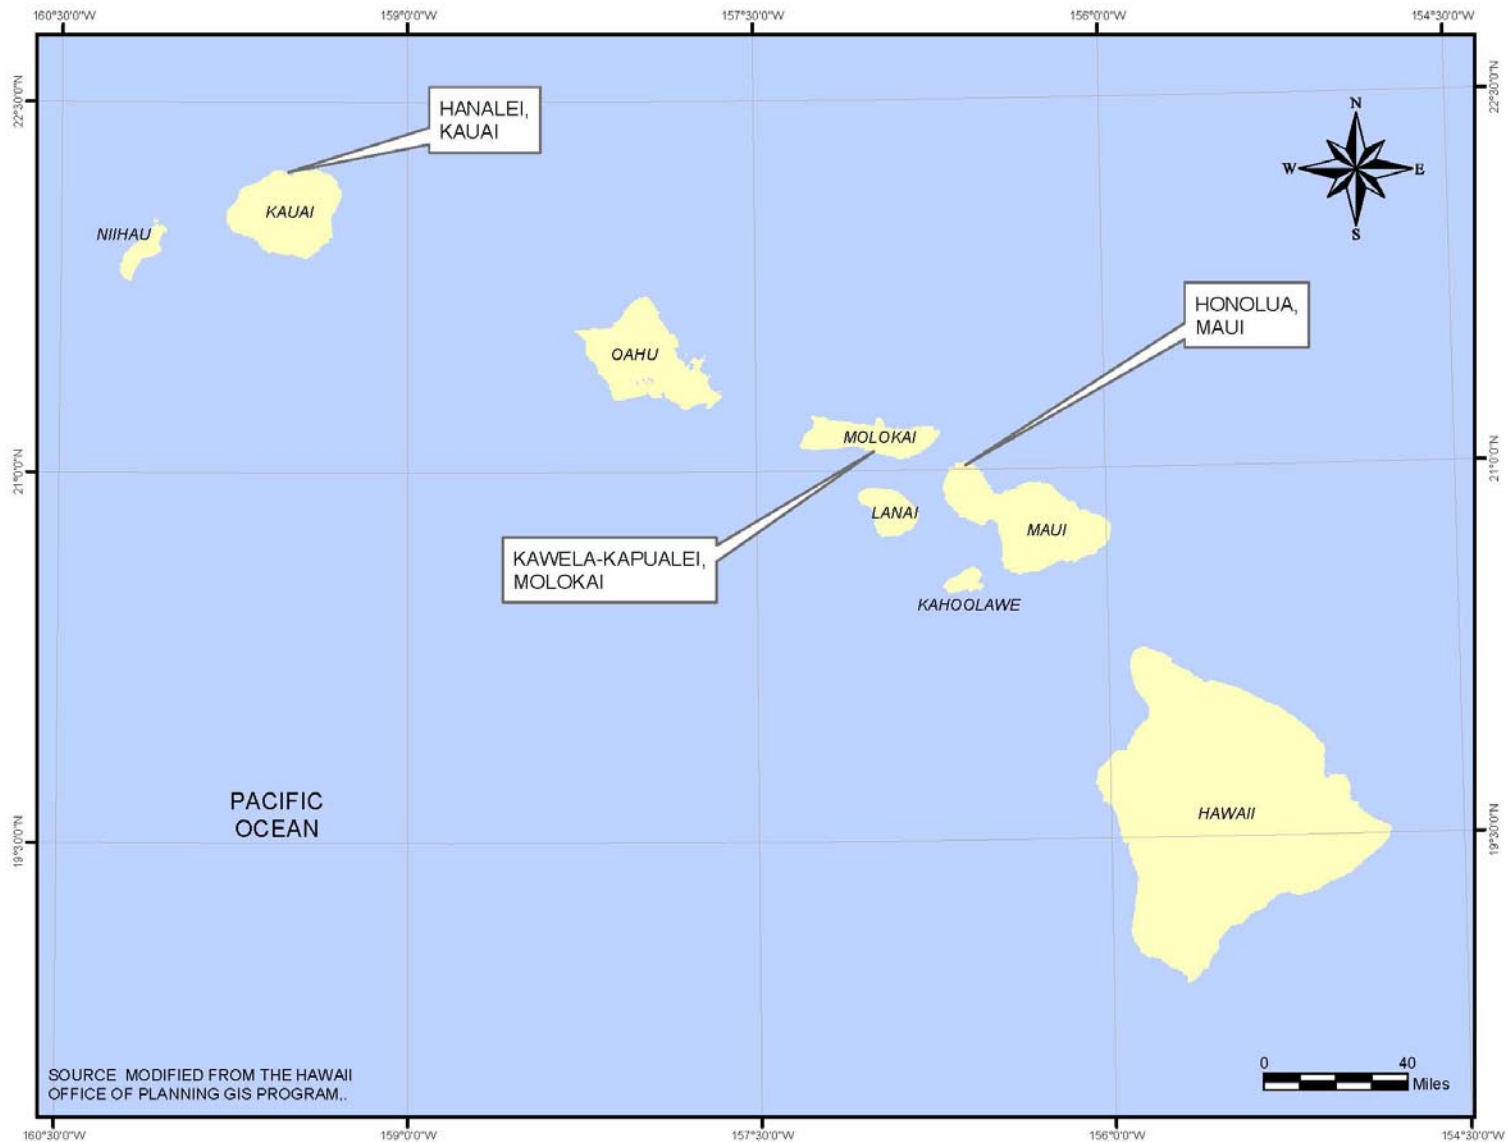 160°30'0"W
159°0'0"W
157°30'0"W
156°0'0"W
154°30'0"W
22°30'0"N
22°30'0"N
HANALEI,
KAUAI
N
W
E
S
KAUAI
NIIHAU
HONOLUA,
MAUI
OAHU
MOLOKAI
21°0'0"N
21°0'0"N
LANAI
MAUI
KAWELA-KAPUALEI,
MOLOKAI
KAHOOLAWE
PACIFIC
OCEAN
HAWAII
19°30'0"N
19°30'0"N
0
40
Miles
SOURCE MODIFIED FROM THE HAWAII
OFFICE OF PLANNING GIS PROGRAM,.
160°30'0"W
159°0'0"W
157°30'0"W
156°0'0"W
154°30'0"W